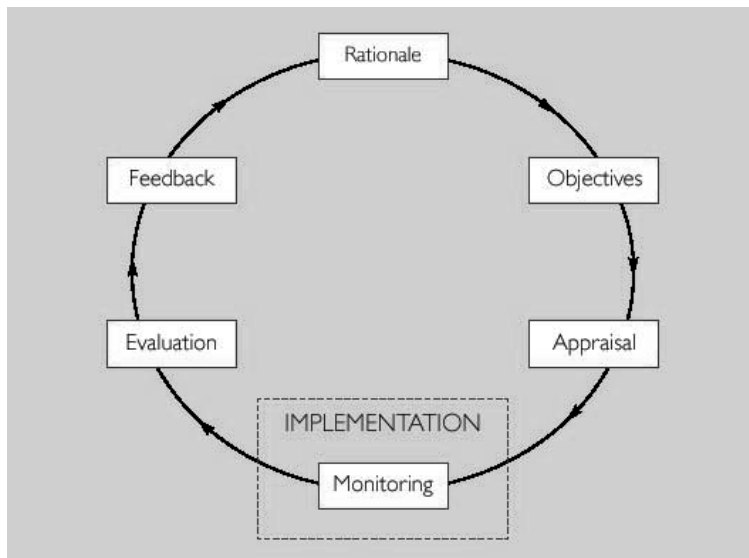 Rationale
Feedback
Objectives
Evaluation
Appraisal
IMPLEMENTATION
Monitoring